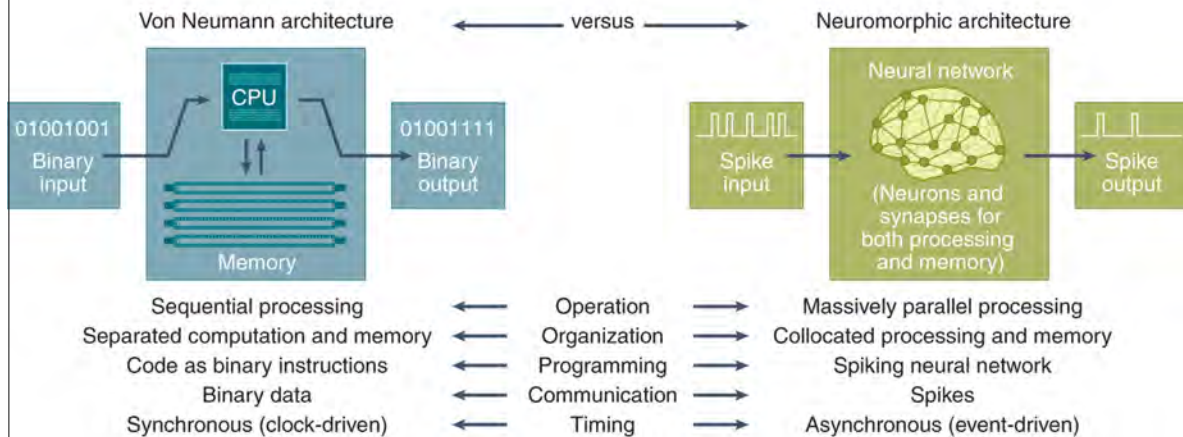 Von Neumann architecture versus Neuromorphic architecture
CPU
01001001
Binary
input
01001111
Binary
output
Memory
Neural network
Spike
input
Spike
output
(Neurons and
synapses for
both processing
and memory)
Sequential processing Operation Massively parallel processing
Separated computation and memory Organization Collocated processing and memory
Code as binary instructions Programming Spiking neural network
Binary data Communication Spikes
Synchronous (clock-driven) Timing Asynchronous (event-driven)